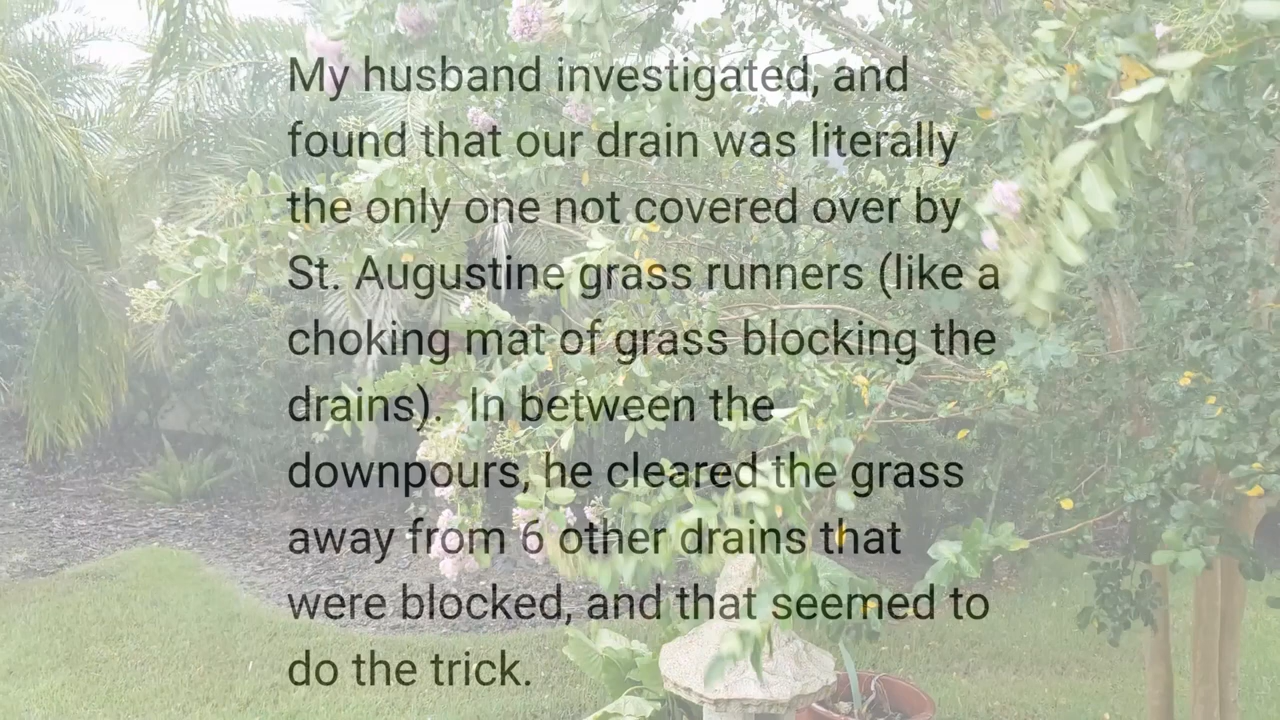 My husband investigated, and
found that our drain was literally
the only one not covered over by
St. Augustine grass runners (like a
choking mat of grass blocking the
drains).  In between the
downpours, he cleared the grass
away from 6 other drains that
were blocked, and that seemed to
do the trick.